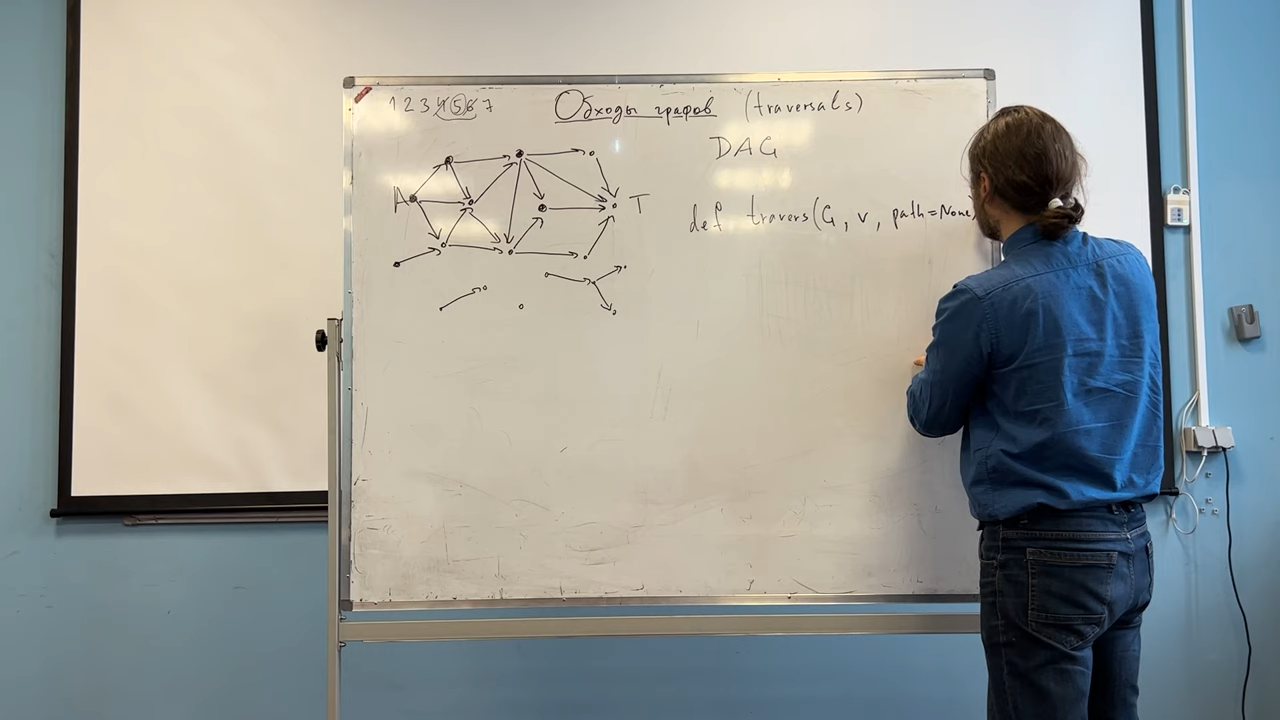 1 2 3 4 5 6 7
Обходы графов (traversals)
DAG
A
T
def travers(G, v, path=None)